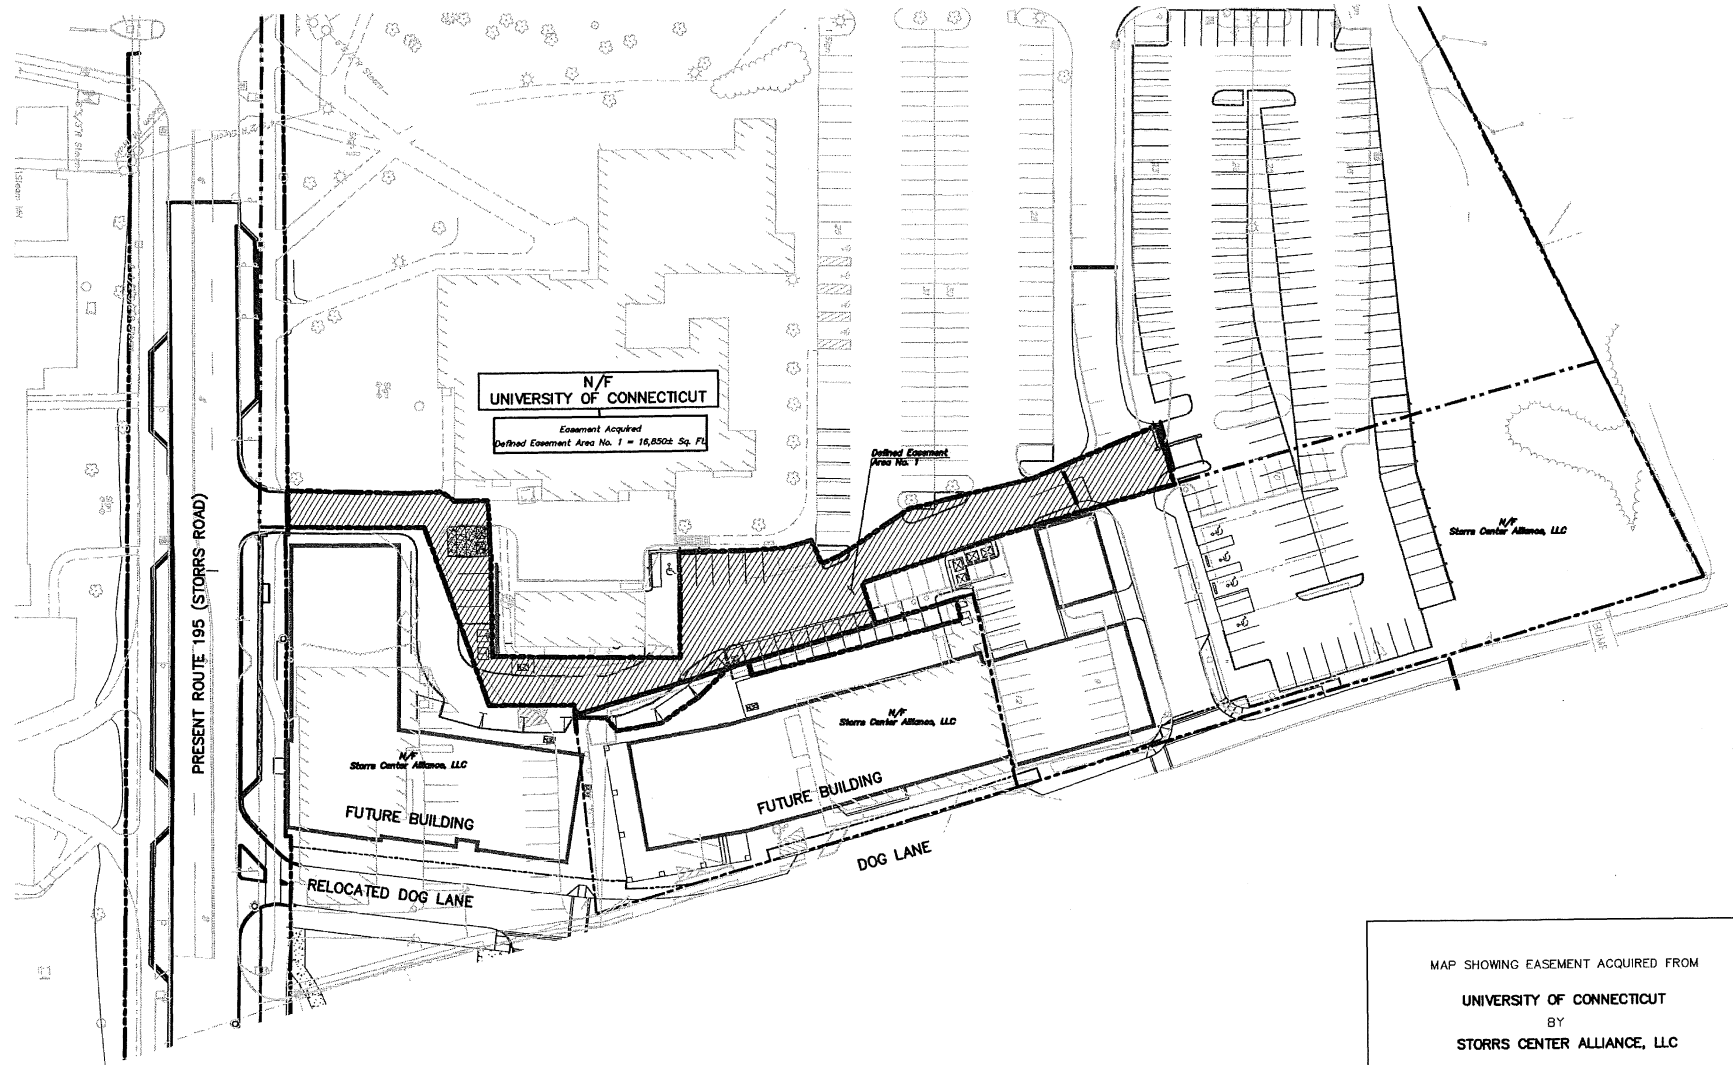 N/F
UNIVERSITY OF CONNECTICUT
Easement Acquired
Defined Easement Area No. 1 = 16,850± Sq. Ft.
Defined Easement
Area No. 1
N/F
Storrs Center Alliance, LLC
PRESENT ROUTE 195 (STORRS ROAD)
N/F
Storrs Center Alliance, LLC
N/F
Storrs Center Alliance, LLC
FUTURE BUILDING
FUTURE BUILDING
DOG LANE
RELOCATED DOG LANE
MAP SHOWING EASEMENT ACQUIRED FROM
UNIVERSITY OF CONNECTICUT
BY
STORRS CENTER ALLIANCE, LLC